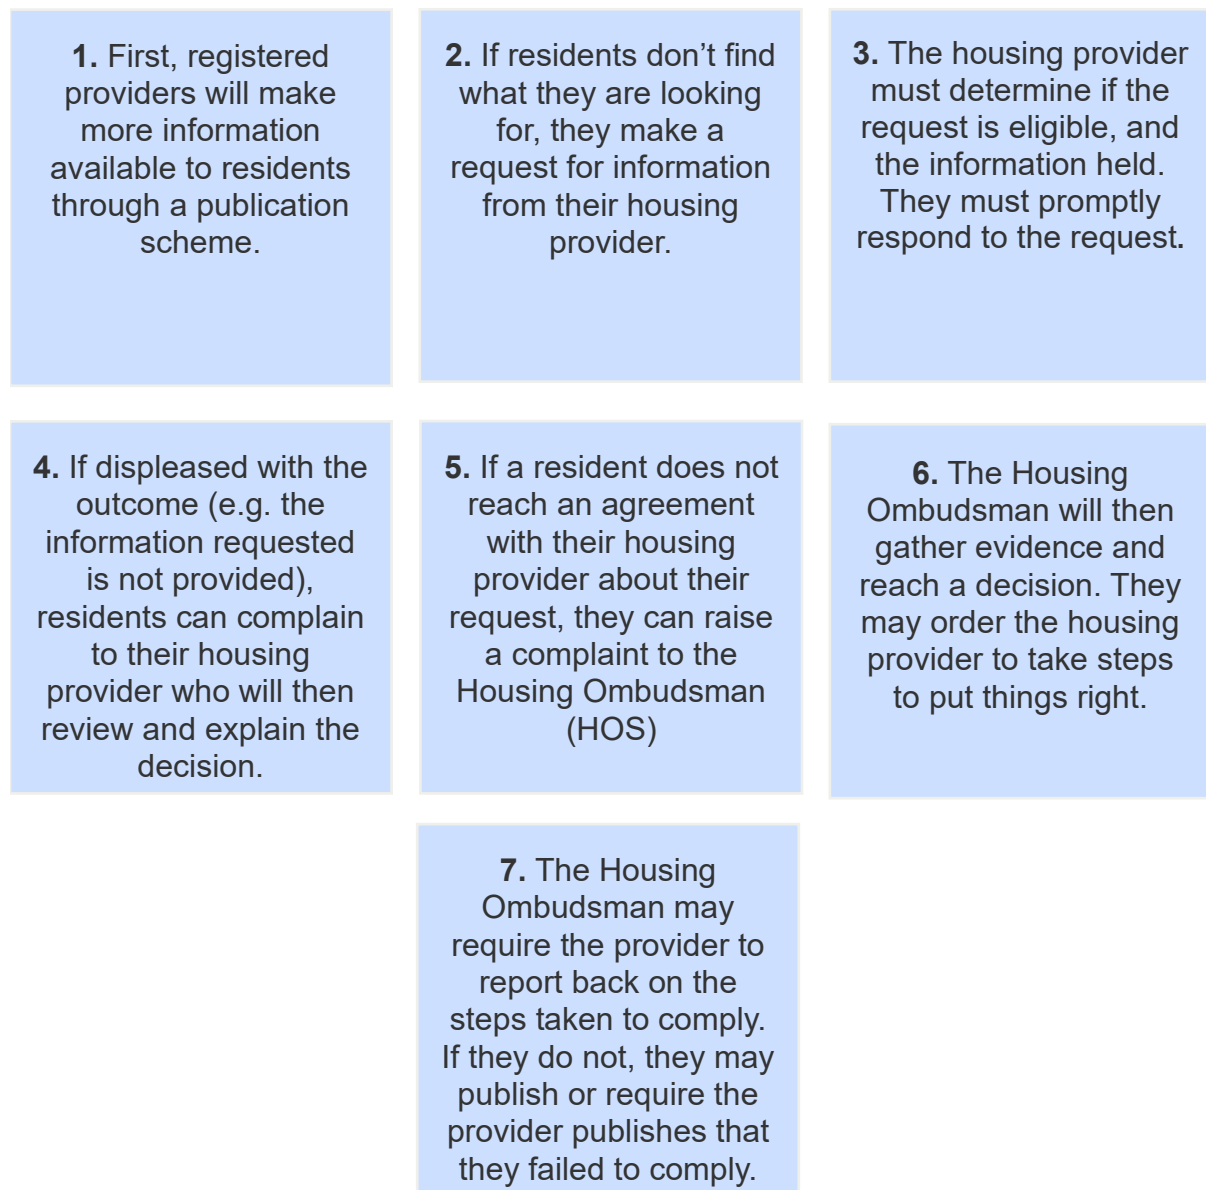 1. First, registered
providers will make
more information
available to residents
through a publication
scheme.
2. If residents don’t find
what they are looking
for, they make a
request for information
from their housing
provider.
3. The housing provider
must determine if the
request is eligible, and
the information held.
They must promptly
respond to the request.
4. If displeased with the
outcome (e.g. the
information requested
is not provided),
residents can complain
to their housing
provider who will then
review and explain the
decision.
5. If a resident does not
reach an agreement
with their housing
provider about their
request, they can raise
a complaint to the
Housing Ombudsman
(HOS)
6. The Housing
Ombudsman will then
gather evidence and
reach a decision. They
may order the housing
provider to take steps
to put things right.
7. The Housing
Ombudsman may
require the provider to
report back on the
steps taken to comply.
If they do not, they may
publish or require the
provider publishes that
they failed to comply.